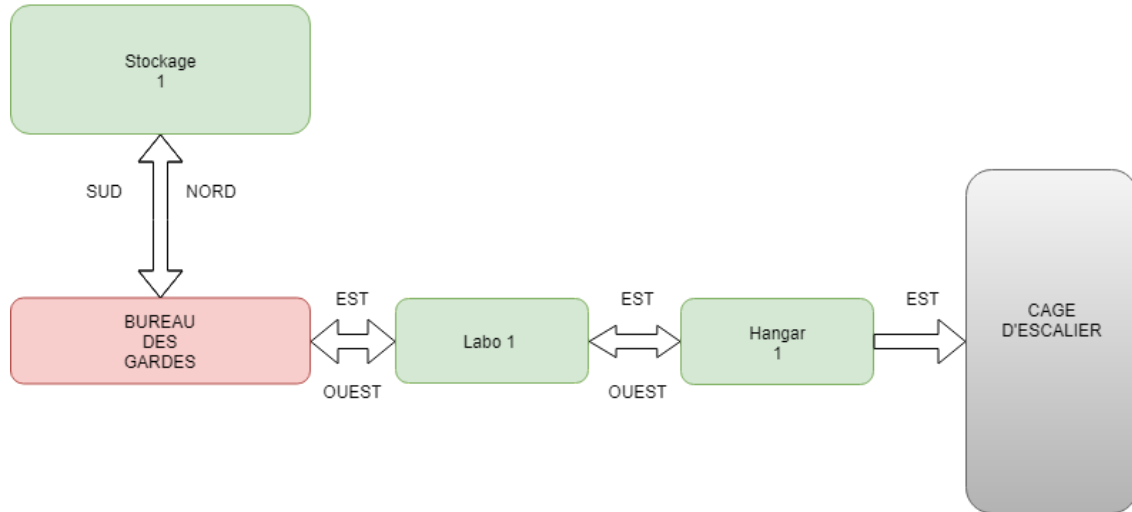 Stockage
1
SUD
NORD
BUREAU
DES
GARDES
EST
OUEST
Labo 1
EST
OUEST
Hangar
1
EST
CAGE
D'ESCALIER